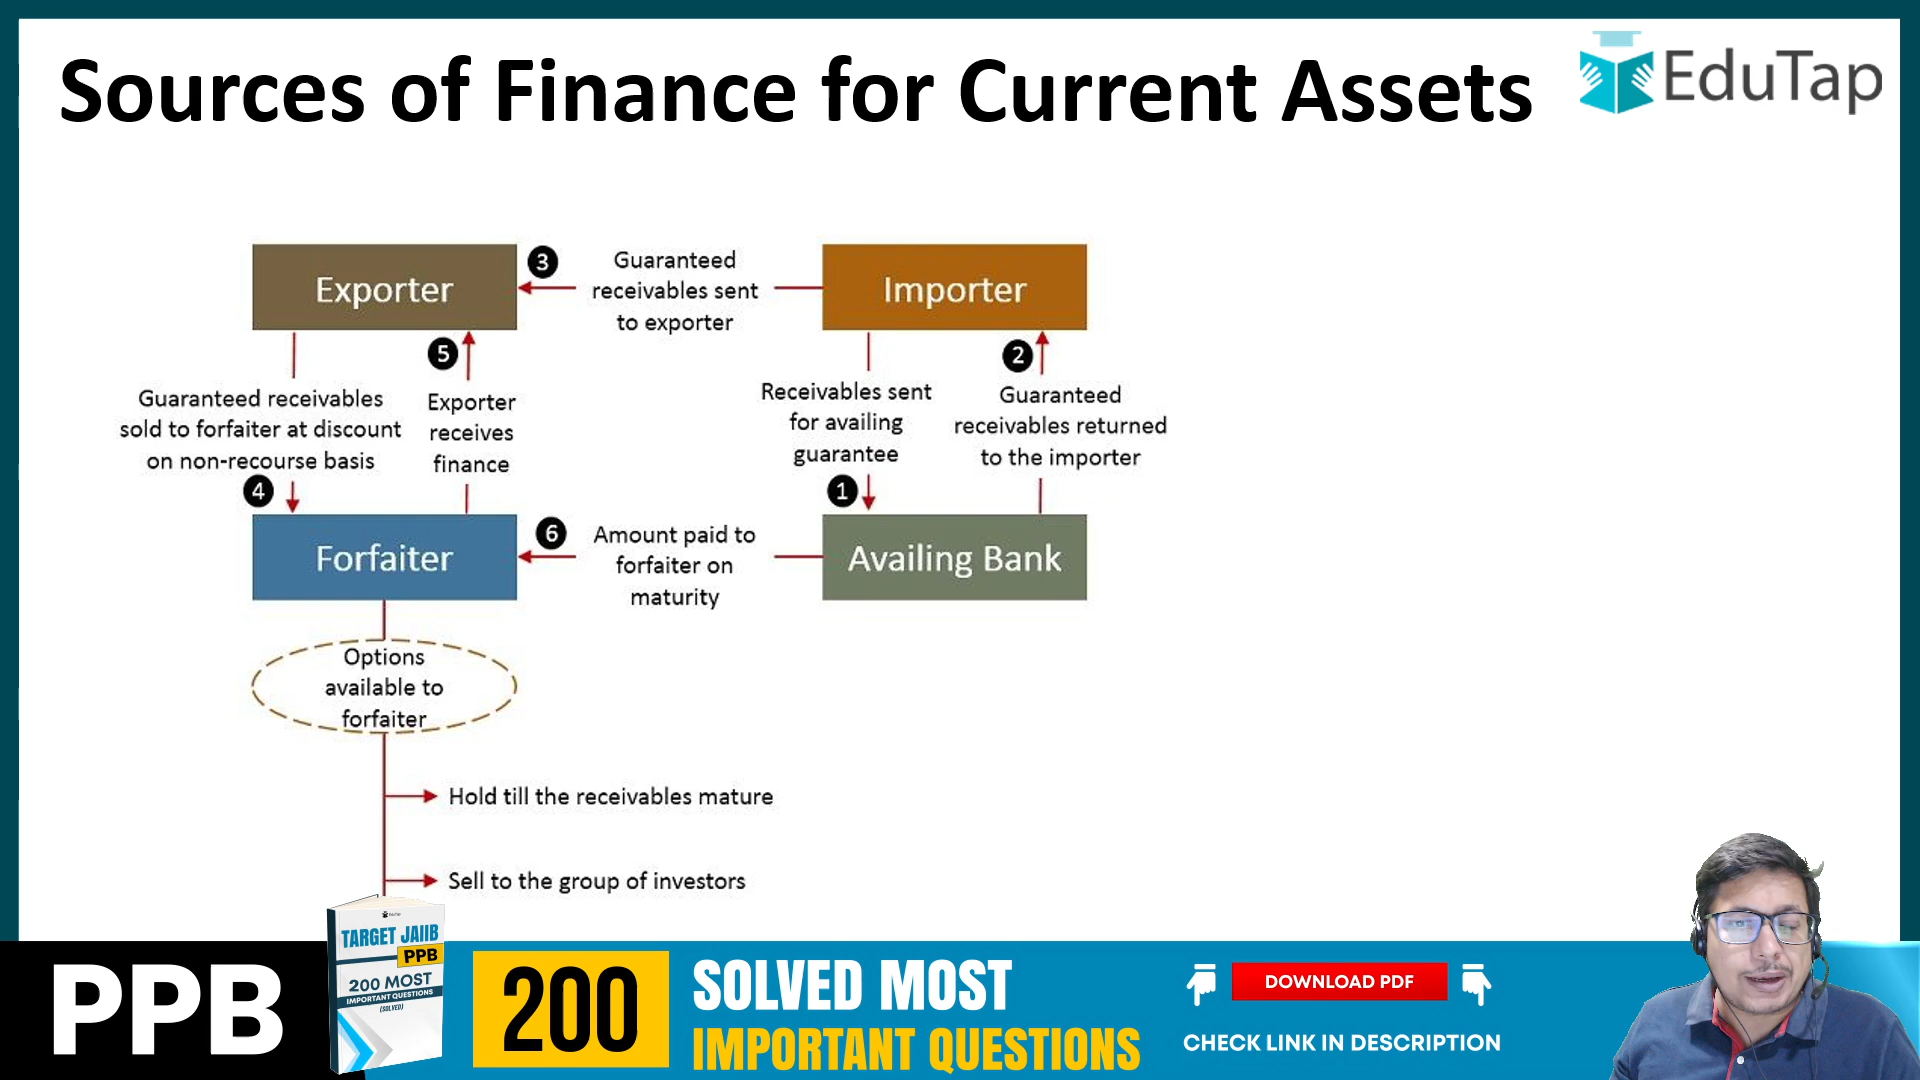 Sources of Finance for Current Assets
EduTap
Exporter
3
Guaranteed
receivables sent
to exporter
Importer
5
2
Guaranteed receivables
sold to forfaiter at discount
on non-recourse basis
4
Exporter
receives
finance
Receivables sent
for availing
guarantee
1
Guaranteed
receivables returned
to the importer
Forfaiter
6
Amount paid to
forfaiter on
maturity
Availing Bank
Options
available to
forfaiter
Hold till the receivables mature
Sell to the group of investors
PPB
EduTap
TARGET JAIIB
PPB
200 MOST
IMPORTANT QUESTIONS
(SOLVED)
200
SOLVED MOST
IMPORTANT QUESTIONS
DOWNLOAD PDF
CHECK LINK IN DESCRIPTION